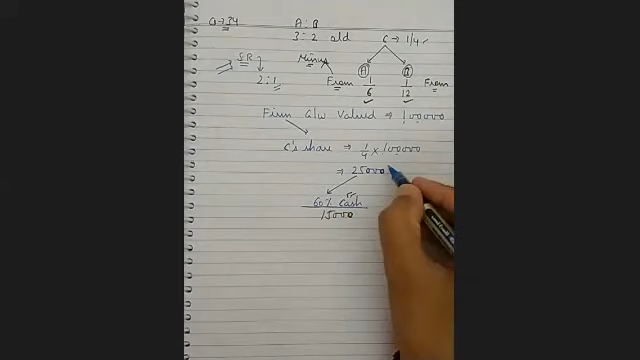 Q → 34
A : B
3 : 2 old
C → 1/4
SR
2 : 1
Minus
A B
From 1/6 1/12 From
Firm G/w Valued ⇒ 100000
C's share ⇒ 1/4 × 100000
⇒ 25000
60% Cash
15000